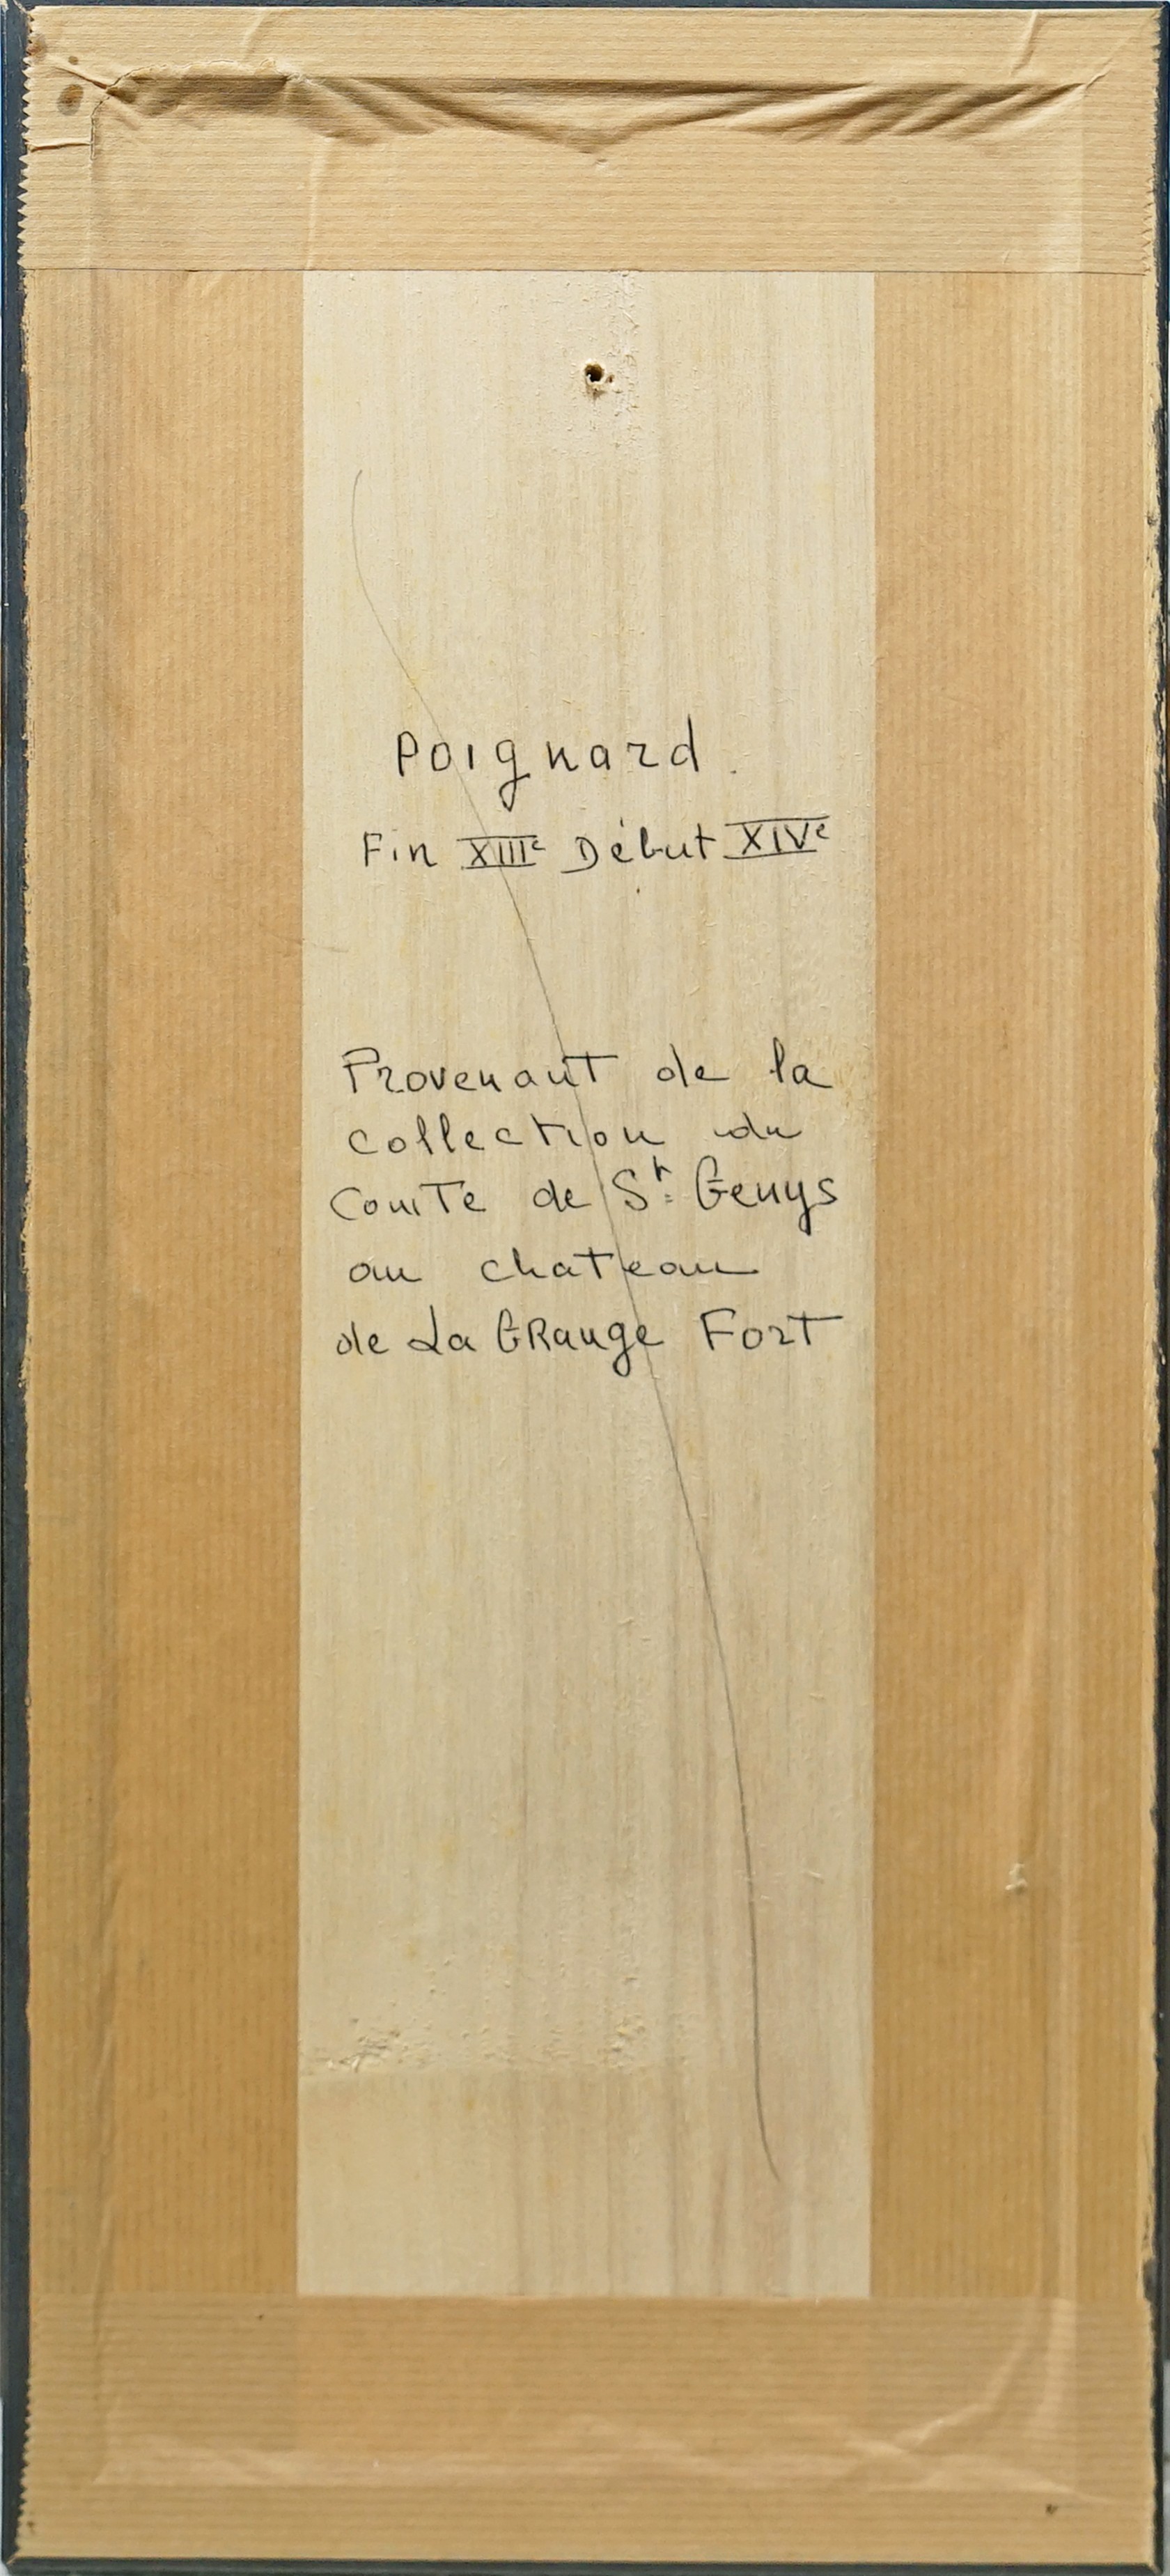 Poignard.
Fin XIIIe Début XIVe
Provenant de la
collection du
Comte de St Genys
au chateau
de La GRange Fort